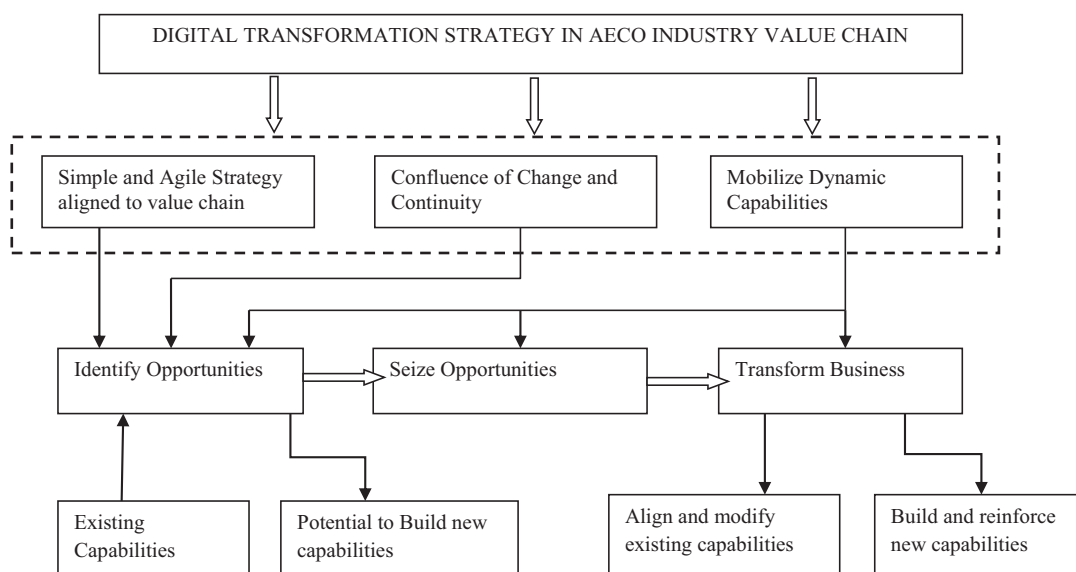 DIGITAL TRANSFORMATION STRATEGY IN AECO INDUSTRY VALUE CHAIN
Simple and Agile Strategy
aligned to value chain
Confluence of Change and
Continuity
Mobilize Dynamic
Capabilities
Identify Opportunities
Seize Opportunities
Transform Business
Existing
Capabilities
Potential to Build new
capabilities
Align and modify
existing capabilities
Build and reinforce
new capabilities